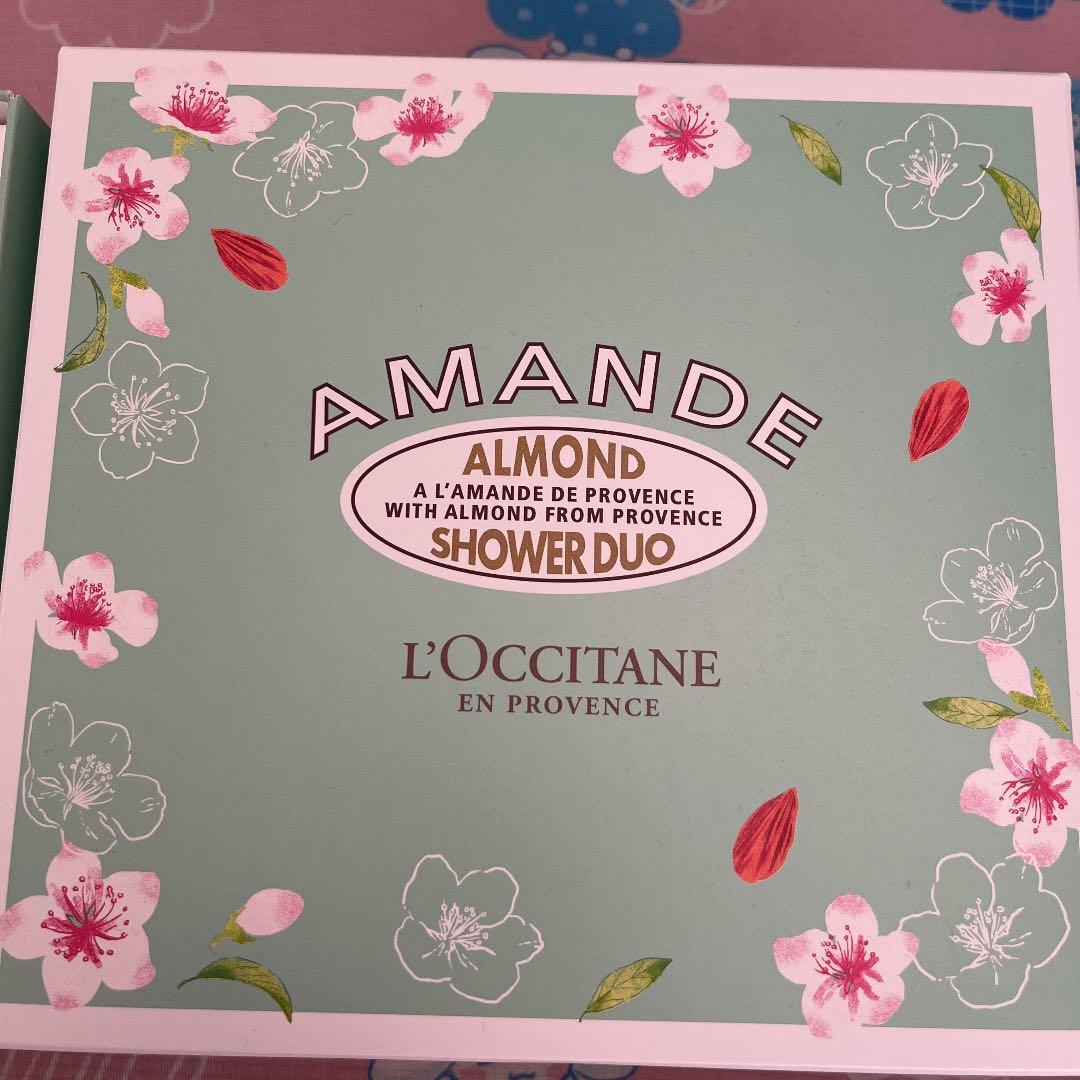 AMANDE
ALMOND
A L'AMANDE DE PROVENCE
WITH ALMOND FROM PROVENCE
SHOWER DUO
L'OCCITANE
EN PROVENCE